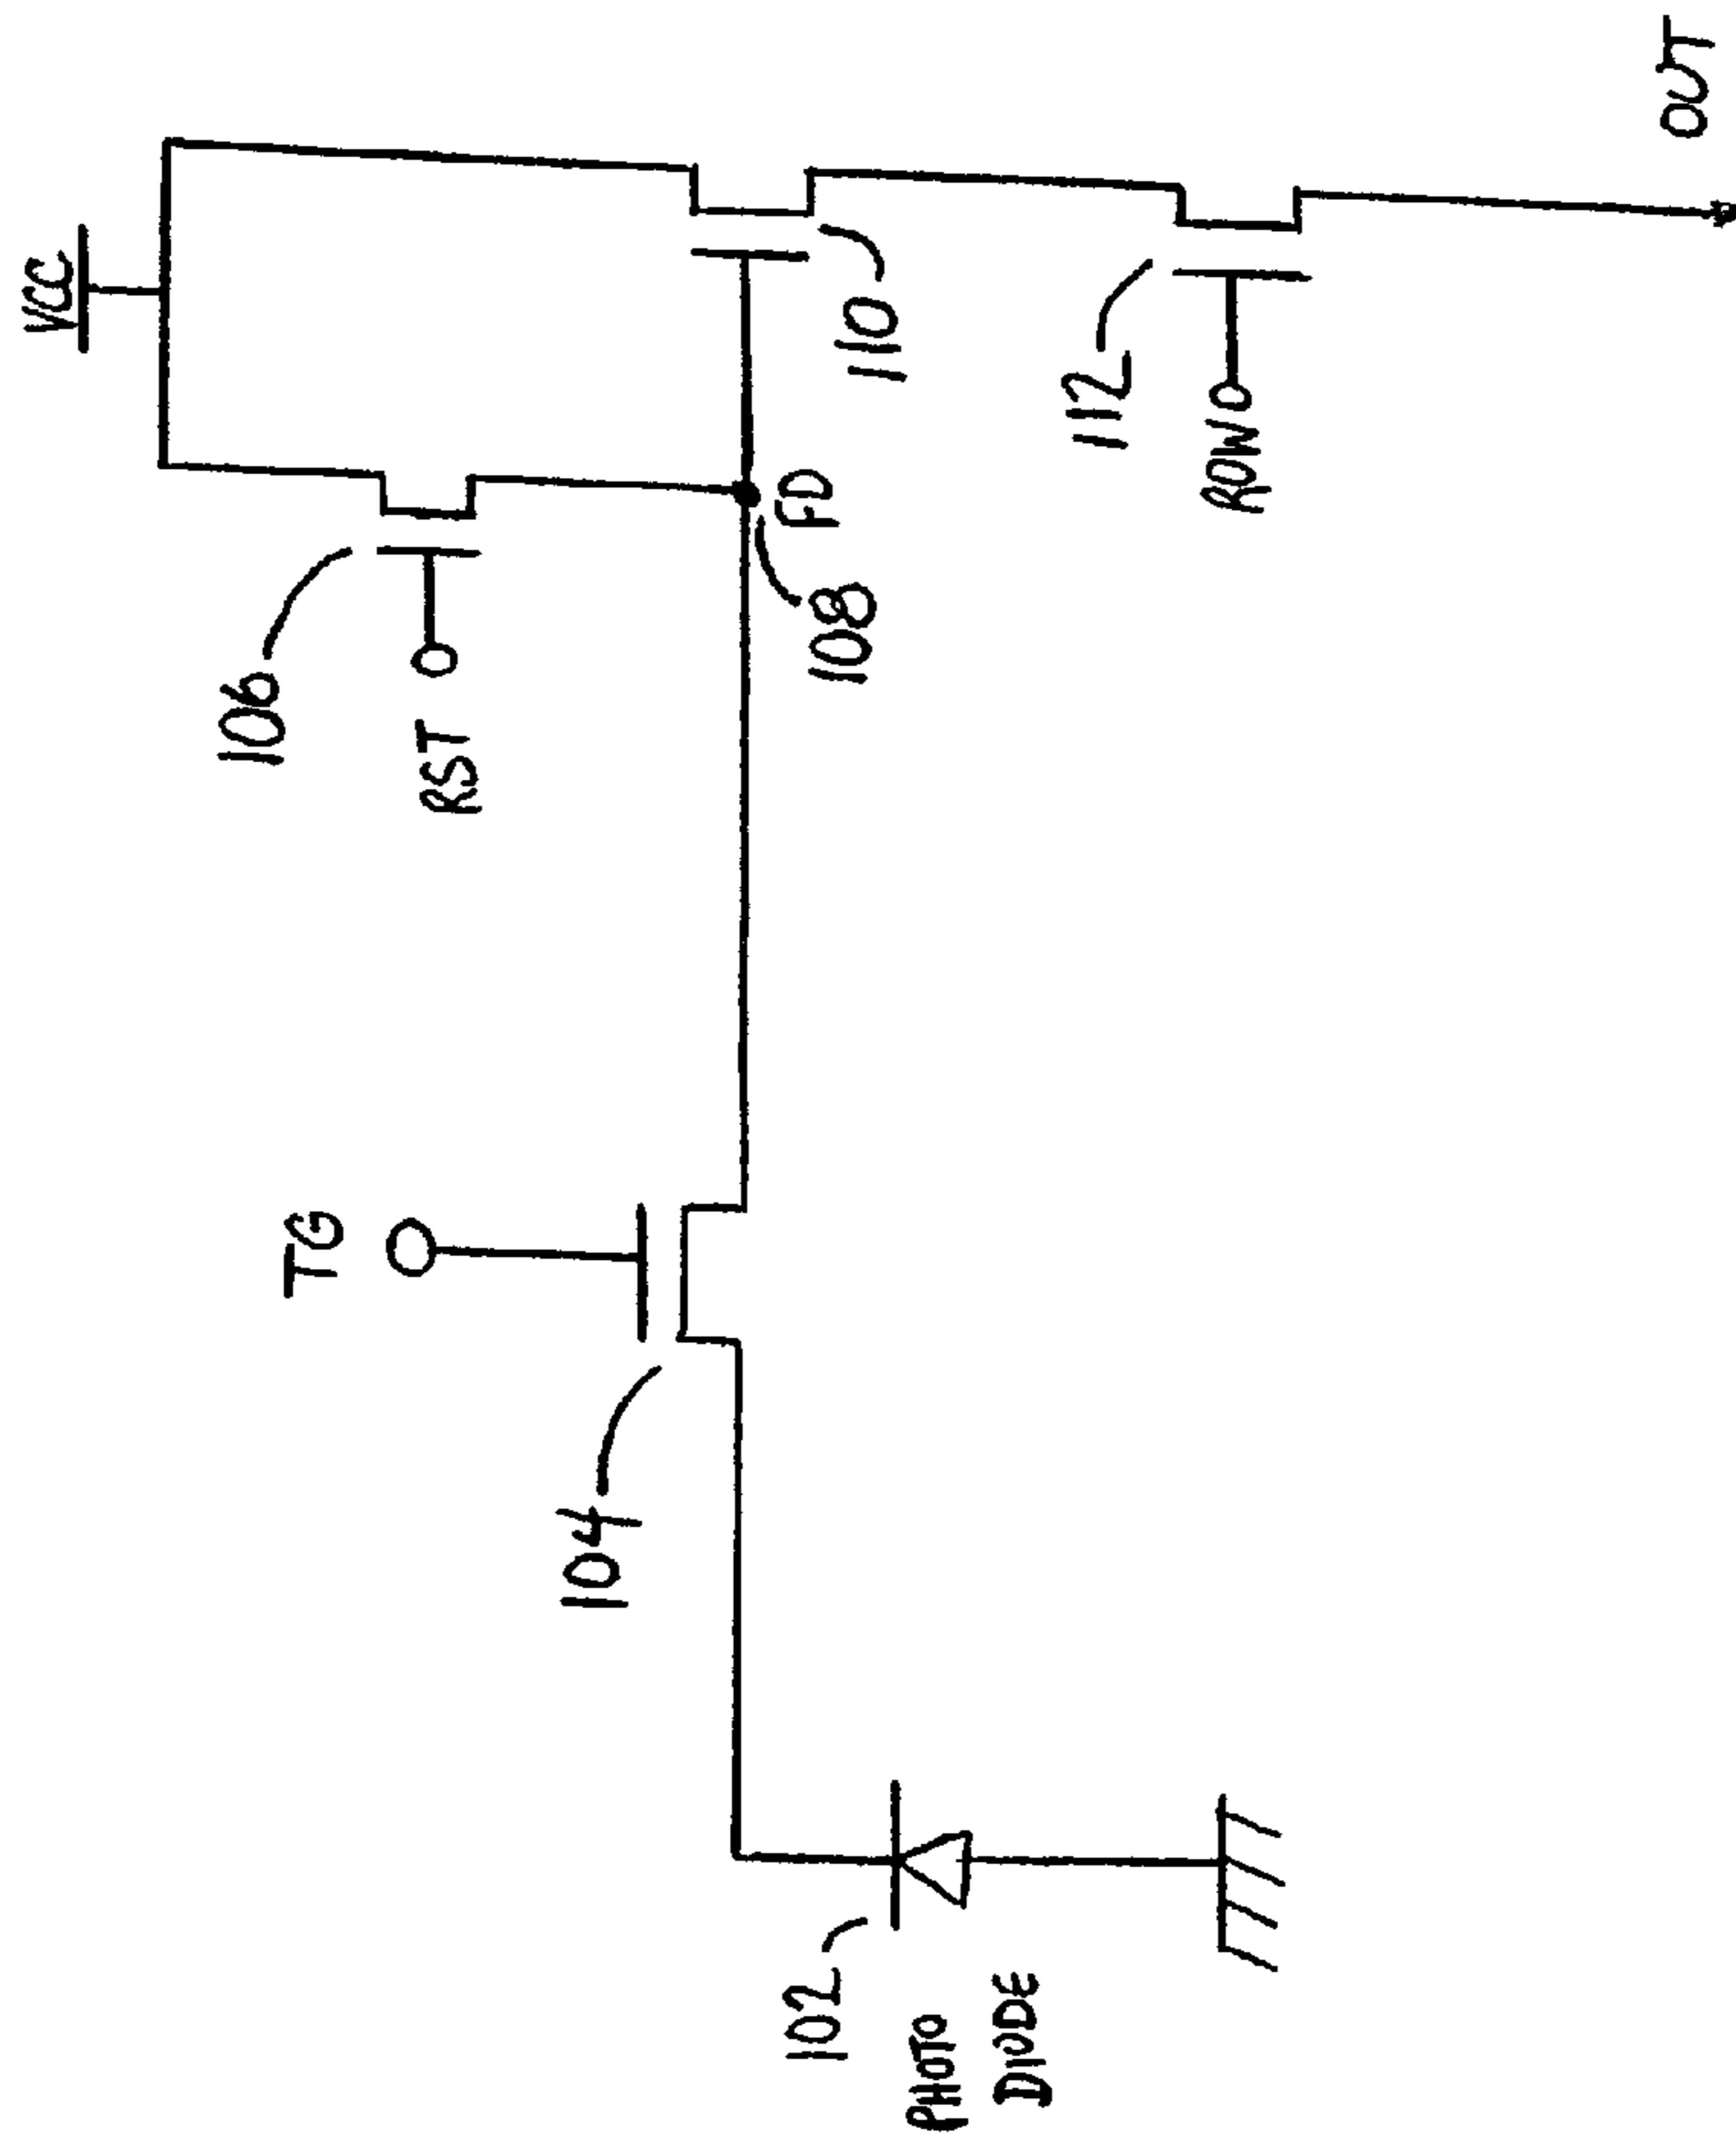 VCC
106
RST
TG
104
102
PHOTO
DIODE
FD
108
110
112
ROW
OUT